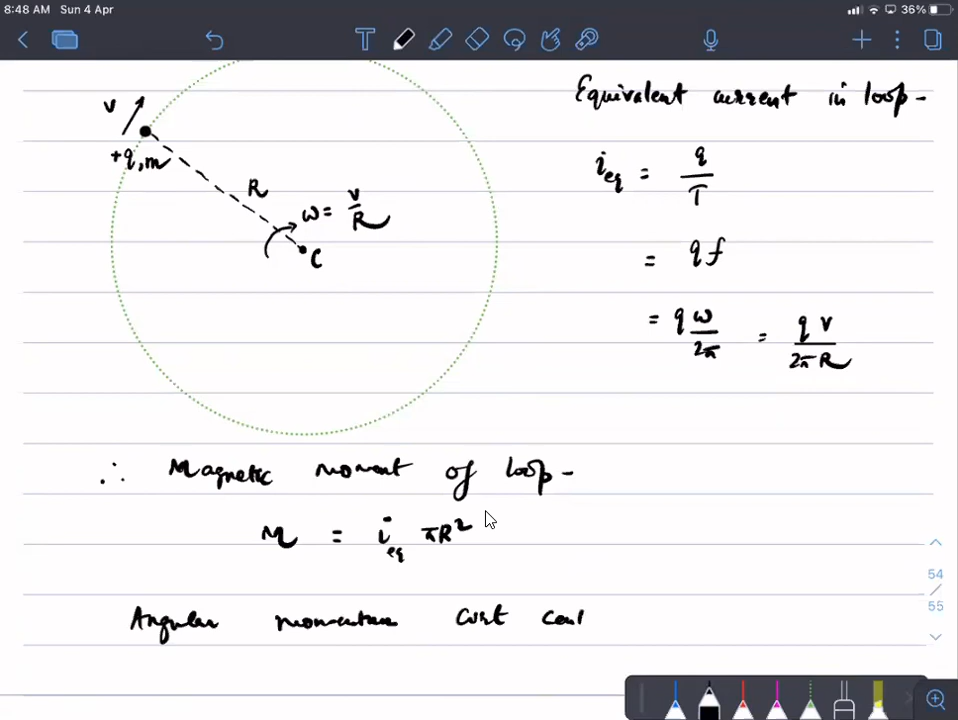 8:48 AM Sun 4 Apr
36%
T
v
+q,m
R
ω = v/R
C
Equivalent current in loop -
i_eq = q/T
= qf
= qω/2π = qv/2πR
∴ Magnetic moment of loop -
M = i_eq πR²
Angular momentum
54
/
55